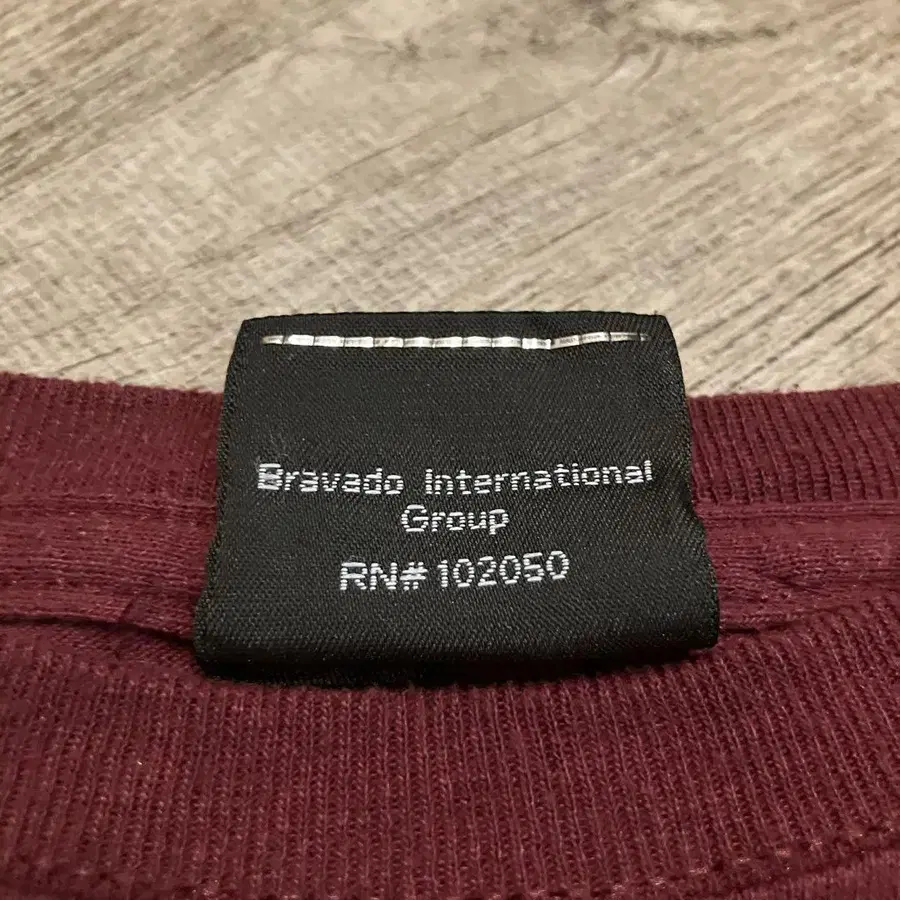 Bravado International
Group
RN# 102050